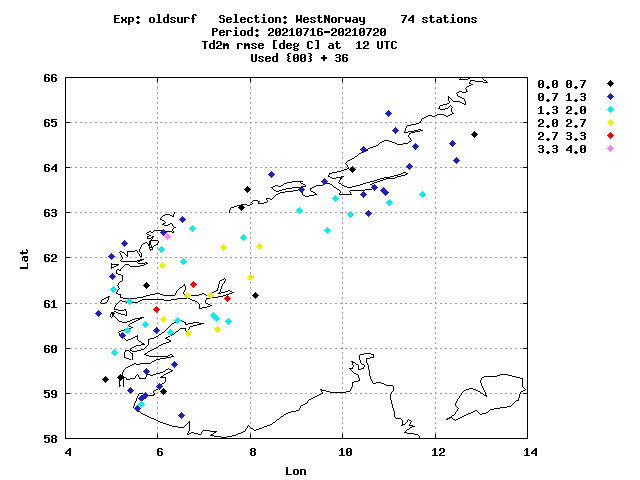 Exp: oldsurf Selection: WestNorway 74 stations
Period: 20210716-20210720
Td2m rmse [deg C] at 12 UTC
Used {00} + 36
66
65
64
63
62
61
60
59
58
Lat
4 6 8 10 12 14
Lon
0.0 0.7
0.7 1.3
1.3 2.0
2.0 2.7
2.7 3.3
3.3 4.0